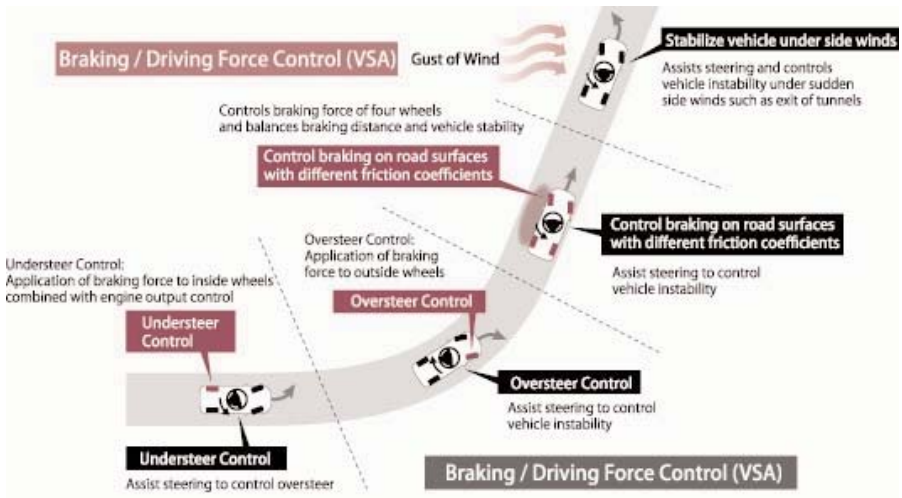 Braking / Driving Force Control (VSA)
Gust of Wind
Stabilize vehicle under side winds
Assists steering and controls
vehicle instability under sudden
side winds such as exit of tunnels
Controls braking force of four wheels
and balances braking distance and vehicle stability
Control braking on road surfaces
with different friction coefficients
Control braking on road surfaces
with different friction coefficients
Assist steering to control
vehicle instability
Oversteer Control:
Application of braking
force to outside wheels
Oversteer Control
Understeer Control:
Application of braking force to inside wheels
combined with engine output control
Understeer
Control
Oversteer Control
Assist steering to control
vehicle instability
Understeer Control
Assist steering to control oversteer
Braking / Driving Force Control (VSA)